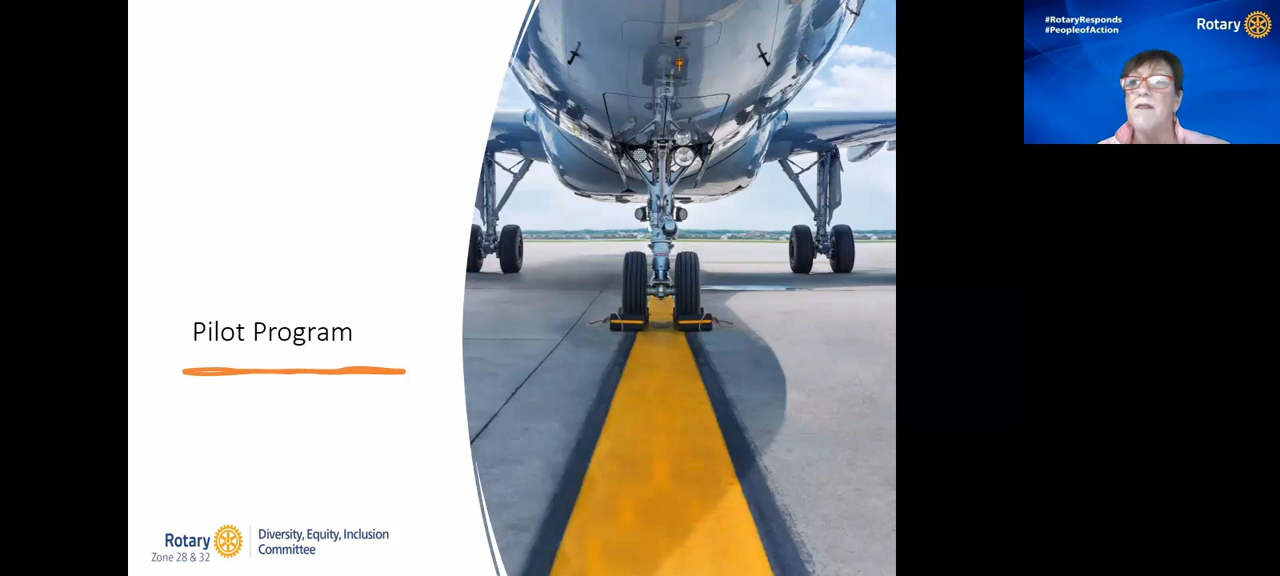 Pilot Program
Rotary
Zone 28 & 32
Diversity, Equity, Inclusion
Committee
#RotaryResponds
#PeopleofAction
Rotary